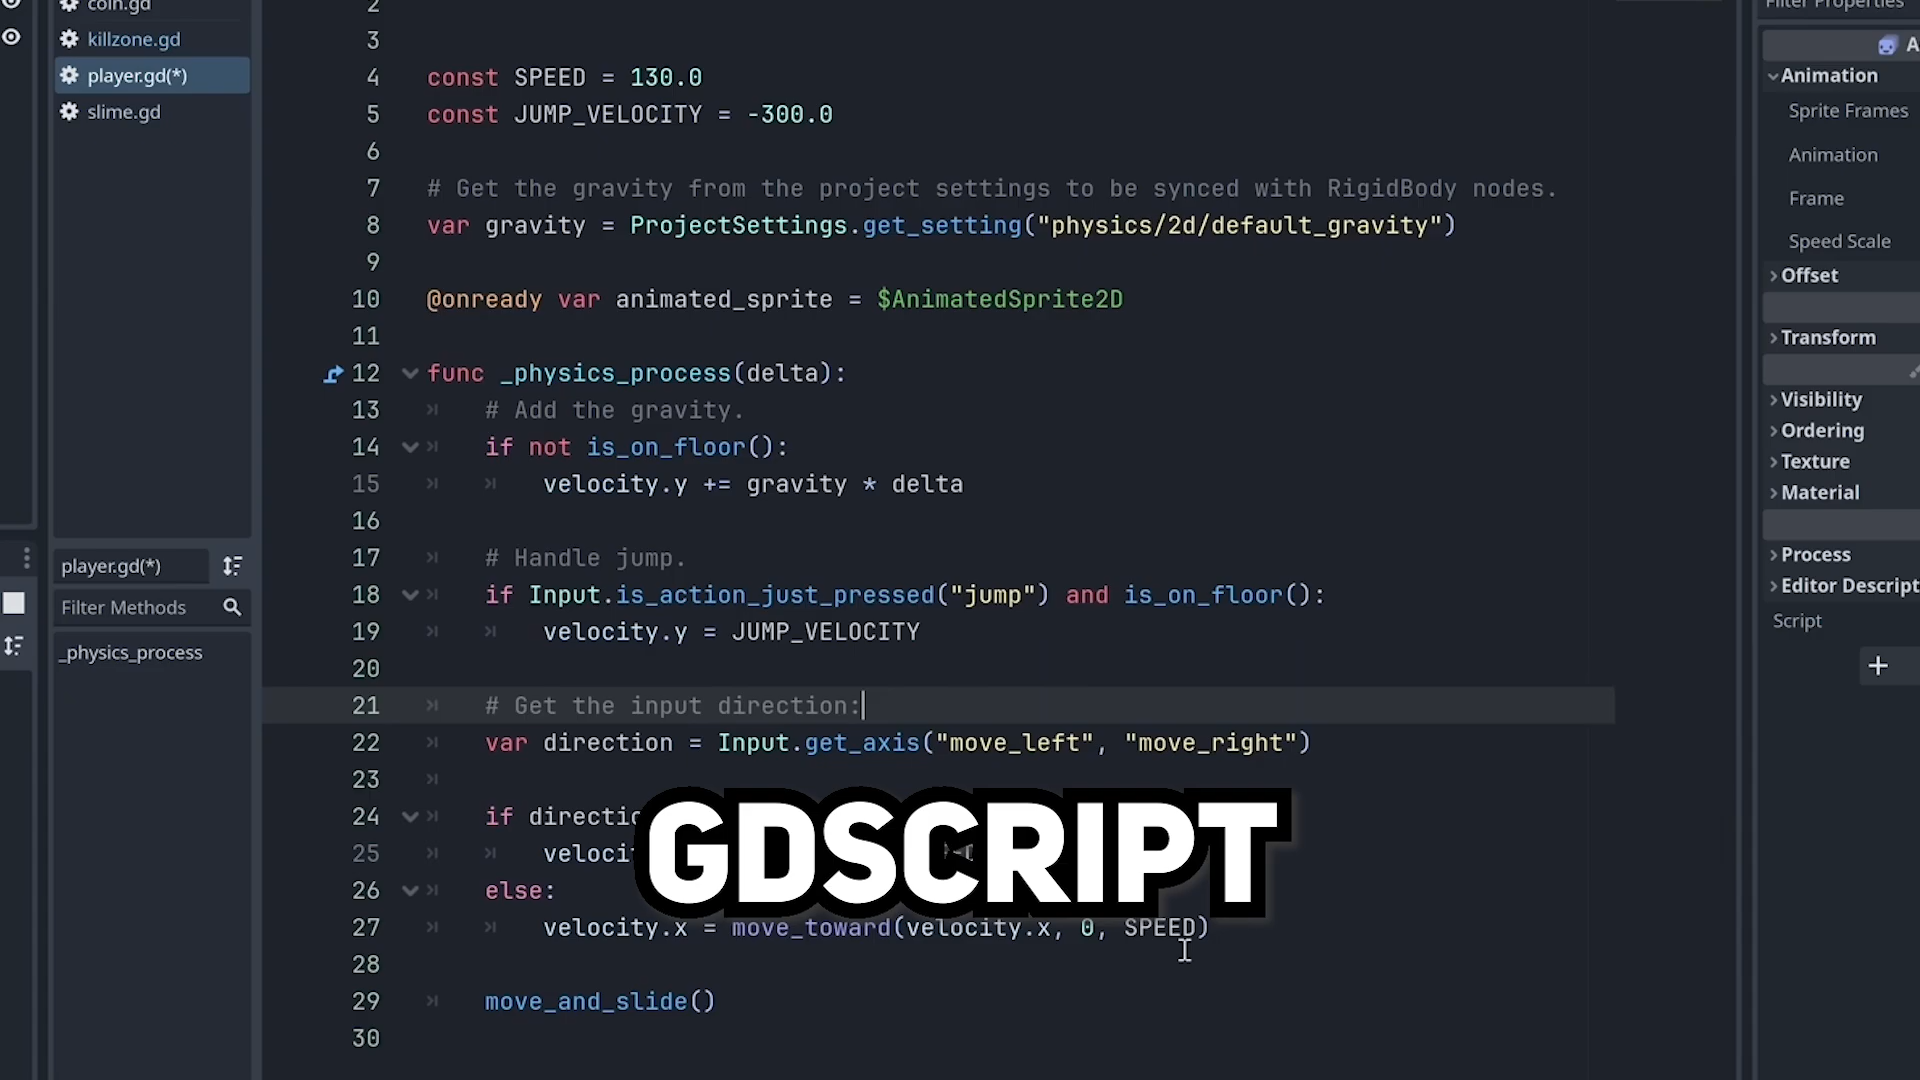 coin.gd
killzone.gd
player.gd(*)
slime.gd
player.gd(*)
Filter Methods
_physics_process
2
3
4 const SPEED = 130.0
5 const JUMP_VELOCITY = -300.0
6
7 # Get the gravity from the project settings to be synced with RigidBody nodes.
8 var gravity = ProjectSettings.get_setting("physics/2d/default_gravity")
9
10 @onready var animated_sprite = $AnimatedSprite2D
11
12 func _physics_process(delta):
13 # Add the gravity.
14 if not is_on_floor():
15 velocity.y += gravity * delta
16
17 # Handle jump.
18 if Input.is_action_just_pressed("jump") and is_on_floor():
19 velocity.y = JUMP_VELOCITY
20
21 # Get the input direction:
22 var direction = Input.get_axis("move_left", "move_right")
23
24 if
25
26 else:
27 velocity.x = move_toward(velocity.x, 0, SPEED)
28
29 move_and_slide()
30
GDSCRIPT
Filter Properties
Animation
Sprite Frames
Animation
Frame
Speed Scale
Offset
Transform
Visibility
Ordering
Texture
Material
Process
Editor Descript
Script